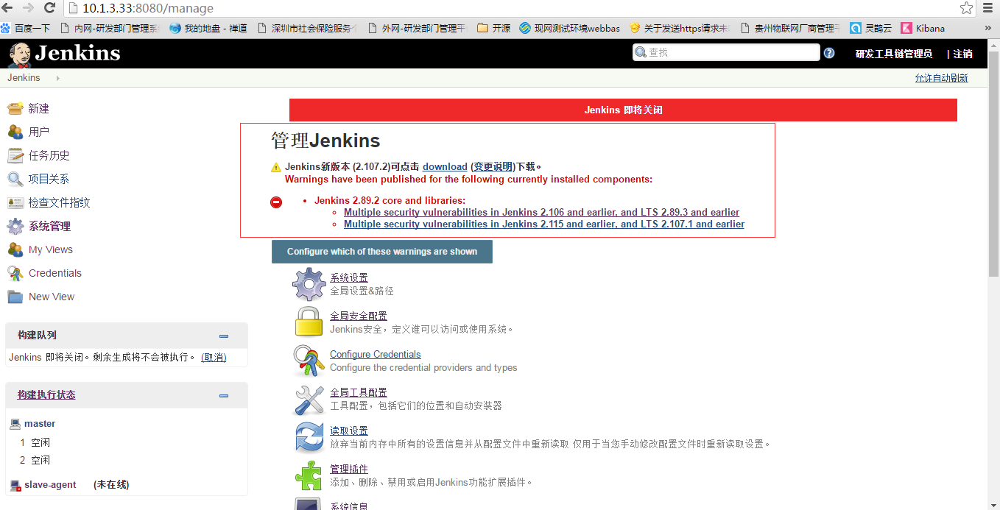 10.1.3.33:8080/manage
百度一下 内网-研发部门管理系 我的地盘 - 禅道 深圳市社会保险服务 外网-研发部门管理平 开源 现网测试环境webbas 关于发送https请求未 贵州物联网厂商管理平 灵鹊云 Kibana »
Jenkins 查找 研发工具链管理员 | 注销
Jenkins 允许自动刷新
新建
用户
任务历史
项目关系
检查文件指纹
系统管理
My Views
Credentials
New View
构建队列
Jenkins 即将关闭。剩余生成将不会被执行。 (取消)
构建执行状态
master
1 空闲
2 空闲
slave-agent (未在线)
Jenkins 即将关闭
管理Jenkins
Jenkins新版本 (2.107.2)可点击 download (变更说明)下载。
Warnings have been published for the following currently installed components:
Jenkins 2.89.2 core and libraries:
Multiple security vulnerabilities in Jenkins 2.106 and earlier, and LTS 2.89.3 and earlier
Multiple security vulnerabilities in Jenkins 2.115 and earlier, and LTS 2.107.1 and earlier
Configure which of these warnings are shown
系统设置
全局设置&路径
全局安全配置
Jenkins安全，定义谁可以访问或使用系统。
Configure Credentials
Configure the credential providers and types
全局工具配置
工具配置，包括它们的位置和自动安装器
读取设置
放弃当前内存中所有的设置信息并从配置文件中重新读取 仅用于当您手动修改配置文件时重新读取设置。
管理插件
添加、删除、禁用或启用Jenkins功能扩展插件。
系统信息